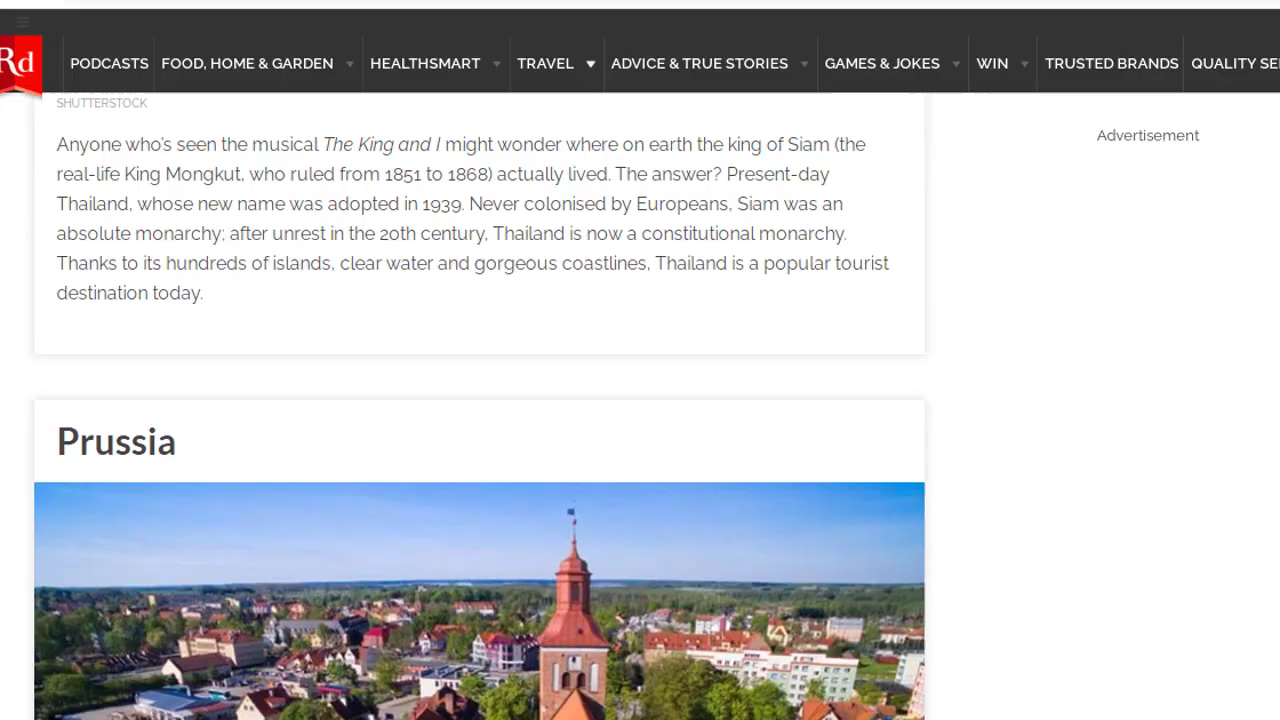 Rd
PODCASTS FOOD, HOME & GARDEN HEALTHSMART TRAVEL ADVICE & TRUE STORIES GAMES & JOKES WIN TRUSTED BRANDS QUALITY
SHUTTERSTOCK
Advertisement
Anyone who's seen the musical The King and I might wonder where on earth the king of Siam (the
real-life King Mongkut, who ruled from 1851 to 1868) actually lived. The answer? Present-day
Thailand, whose new name was adopted in 1939. Never colonised by Europeans, Siam was an
absolute monarchy; after unrest in the 20th century, Thailand is now a constitutional monarchy.
Thanks to its hundreds of islands, clear water and gorgeous coastlines, Thailand is a popular tourist
destination today.
Prussia